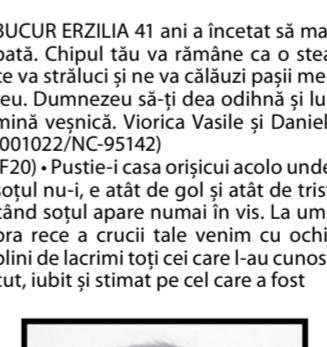 BUCUR ERZILIA 41 ani a încetat să mai
bată. Chipul tău va rămâne ca o stea
ce va străluci și ne va călăuzi pașii me-
eu. Dumnezeu să-ți dea odihnă și lu-
mină veșnică. Viorica Vasile și Daniel.
001022/NC-95142)
F20) • Pustie-i casa orișicui acolo unde
soțul nu-i, e atât de gol și atât de trist
când soțul apare numai în vis. La um-
bra rece a crucii tale venim cu ochii
plini de lacrimi toți cei care l-au cunos-
cut, iubit și stimat pe cel care a fost